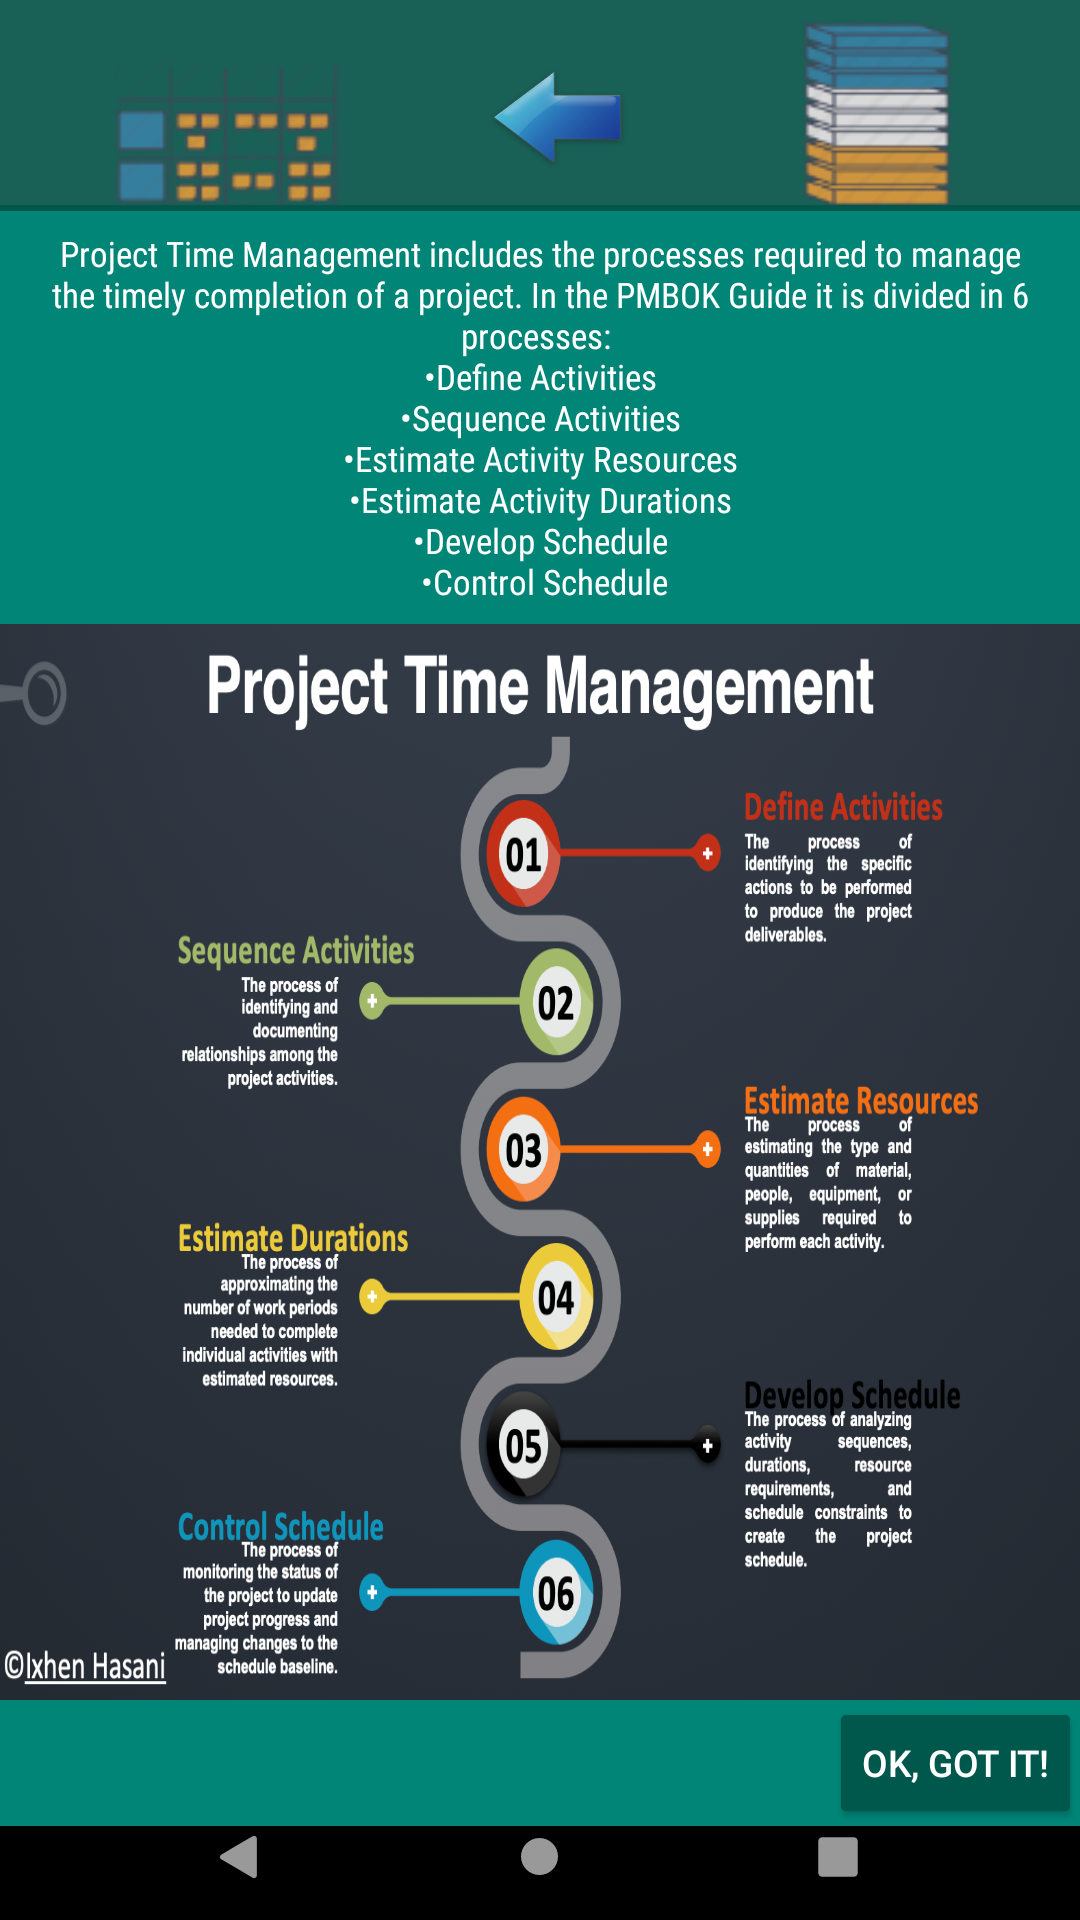 Project Time Management includes the processes required to manage
the timely completion of a project. In the PMBOK Guide it is divided in 6
processes:
•Define Activities
•Sequence Activities
•Estimate Activity Resources
•Estimate Activity Durations
•Develop Schedule
•Control Schedule
Project Time Management
01
Define Activities
The process of
identifying the specific
actions to be performed
to produce the project
deliverables.
Sequence Activities
The process of
identifying and
documenting
relationships among the
project activities.
02
03
Estimate Resources
The process of
estimating the type and
quantities of material,
people, equipment, or
supplies required to
perform each activity.
Estimate Durations
The process of
approximating the
number of work periods
needed to complete
individual activities with
estimated resources.
04
05
Develop Schedule
The process of analyzing
activity sequences,
durations, resource
requirements, and
schedule constraints to
create the project
schedule.
Control Schedule
The process of
monitoring the status of
the project to update
project progress and
managing changes to the
schedule baseline.
06
©Ixhen Hasani
OK, GOT IT!